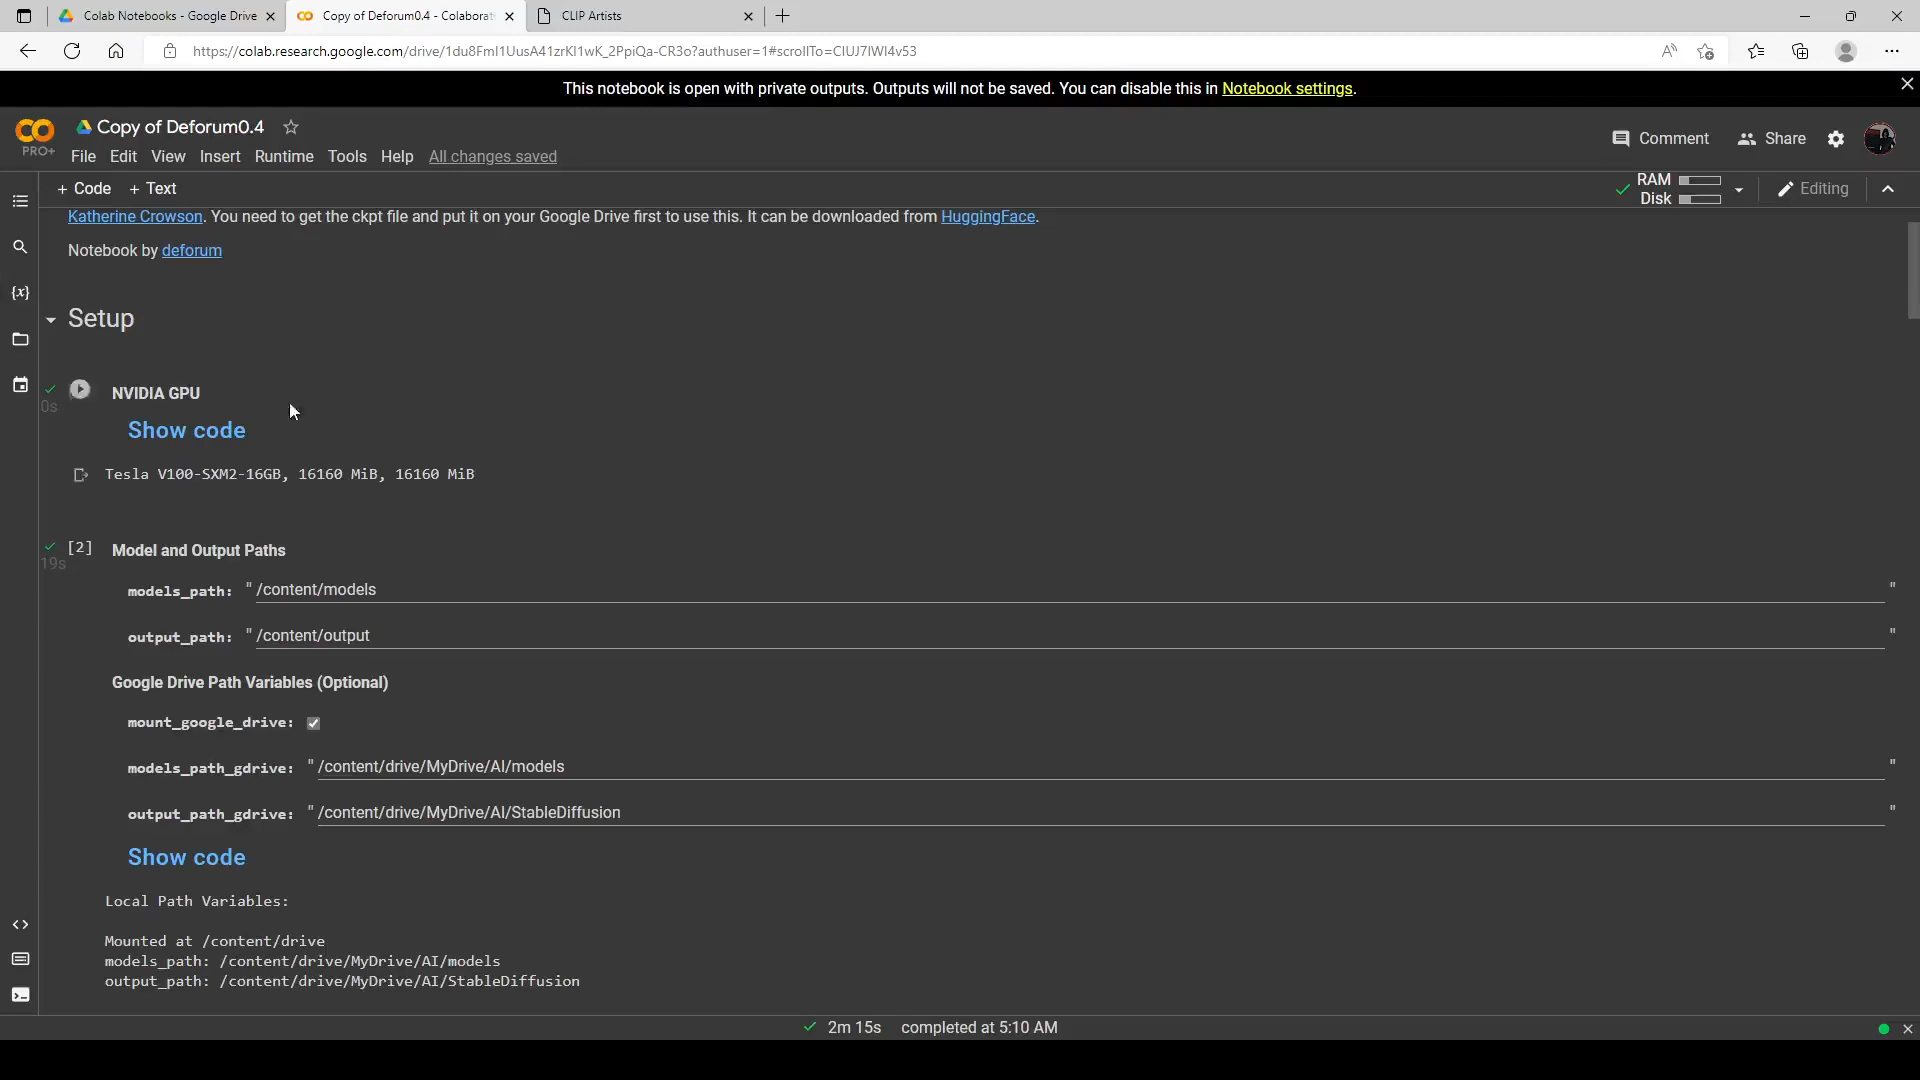 Colab Notebooks - Google Drive
Copy of Deforum0.4 - Colaborat
CLIP Artists
https://colab.research.google.com/drive/1du8FmI1UusA41zrKI1wK_2PpiQa-CR3o?authuser=1#scrollTo=CIUJ7IWI4v53
This notebook is open with private outputs. Outputs will not be saved. You can disable this in Notebook settings.
Copy of Deforum0.4
PRO+
File Edit View Insert Runtime Tools Help All changes saved
Comment Share
+ Code + Text
RAM
Disk
Editing
Katherine Crowson. You need to get the ckpt file and put it on your Google Drive first to use this. It can be downloaded from HuggingFace.
Notebook by deforum
Setup
NVIDIA GPU
0s
Show code
Tesla V100-SXM2-16GB, 16160 MiB, 16160 MiB
[2] Model and Output Paths
19s
models_path: "/content/models"
output_path: "/content/output"
Google Drive Path Variables (Optional)
mount_google_drive:
models_path_gdrive: "/content/drive/MyDrive/AI/models"
output_path_gdrive: "/content/drive/MyDrive/AI/StableDiffusion"
Show code
Local Path Variables:
Mounted at /content/drive
models_path: /content/drive/MyDrive/AI/models
output_path: /content/drive/MyDrive/AI/StableDiffusion
2m 15s completed at 5:10 AM